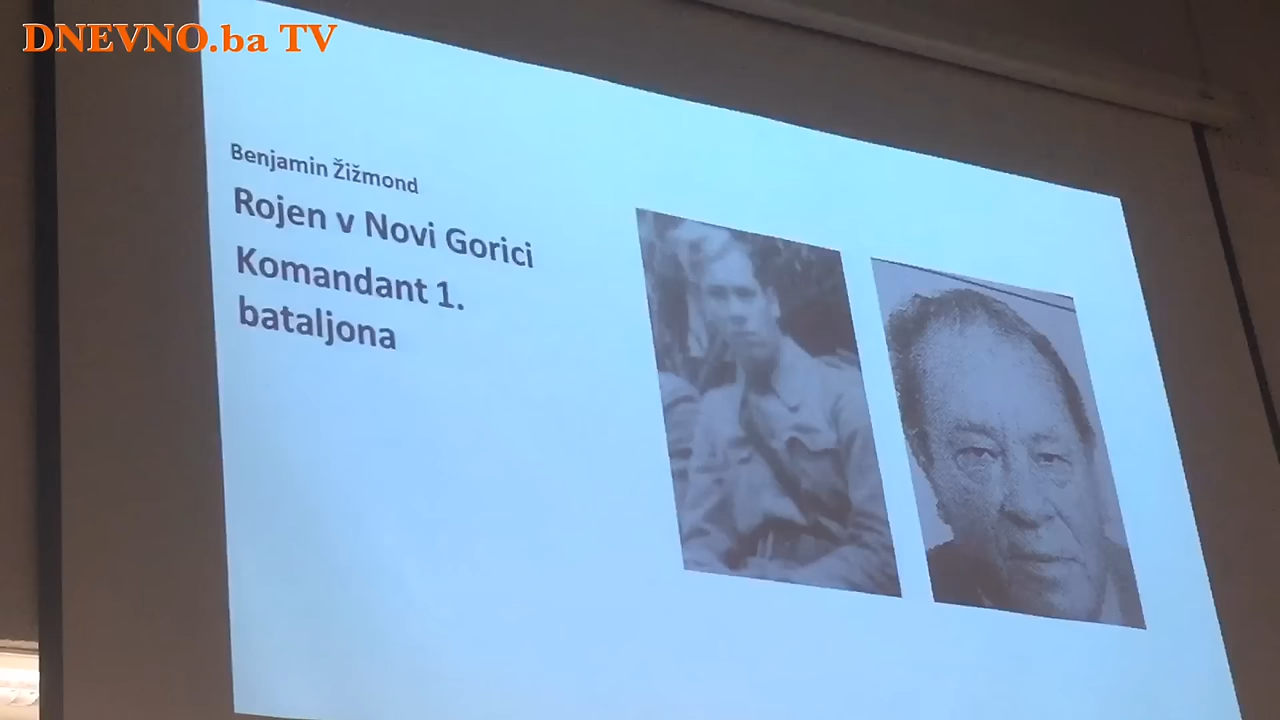 DNEVNO.ba TV
Benjamin Žižmond
Rojen v Novi Gorici
Komandant 1.
bataljona